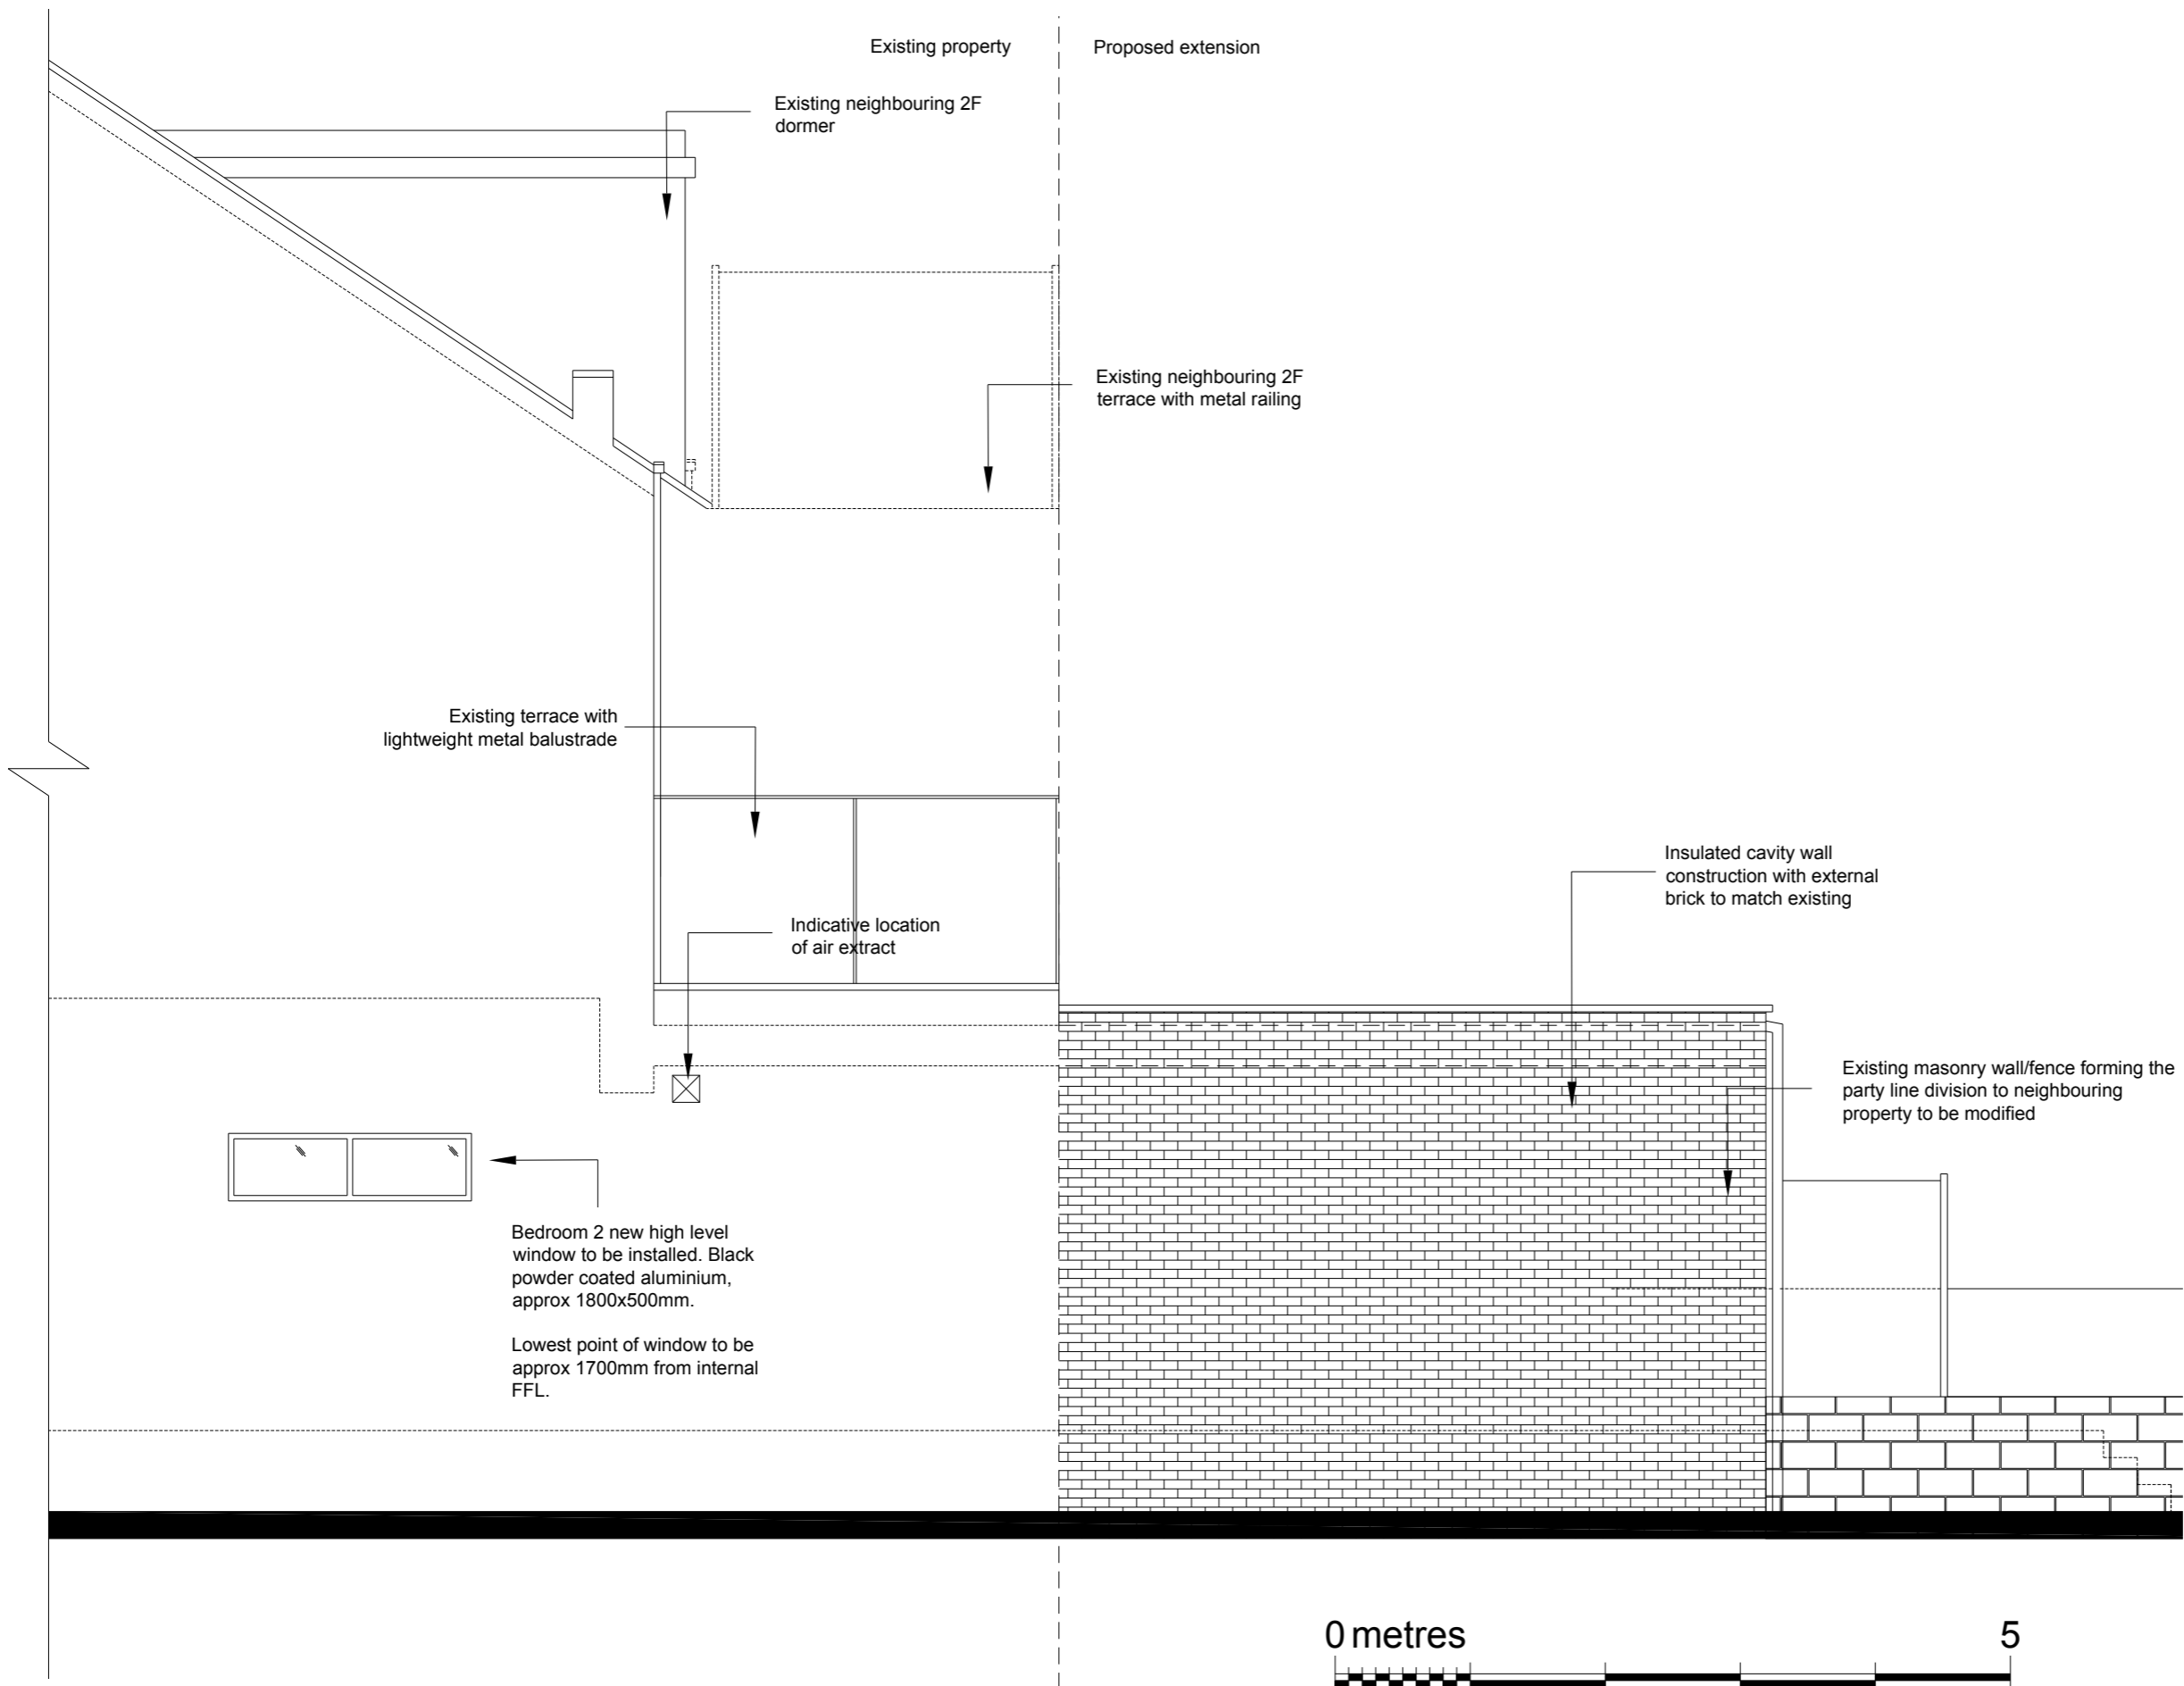 Existing property
Proposed extension
Existing neighbouring 2F
dormer
Existing neighbouring 2F
terrace with metal railing
Existing terrace with
lightweight metal balustrade
Insulated cavity wall
construction with external
brick to match existing
Indicative location
of air extract
Existing masonry wall/fence forming the
party line division to neighbouring
property to be modified
Bedroom 2 new high level
window to be installed. Black
powder coated aluminium,
approx 1800x500mm.
Lowest point of window to be
approx 1700mm from internal
FFL.
0 metres
5